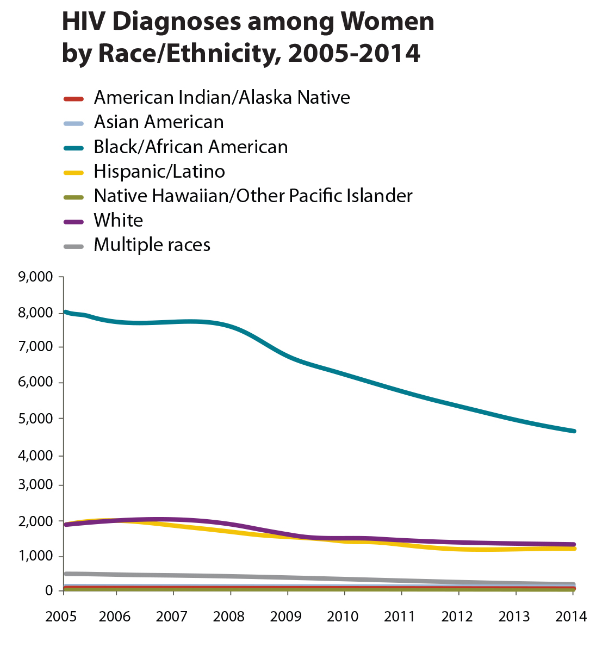 HIV Diagnoses among Women
by Race/Ethnicity, 2005-2014
American Indian/Alaska Native
Asian American
Black/African American
Hispanic/Latino
Native Hawaiian/Other Pacific Islander
White
Multiple races
9,000
8,000
7,000
6,000
5,000
4,000
3,000
2,000
1,000
0
2005 2006 2007 2008 2009 2010 2011 2012 2013 2014